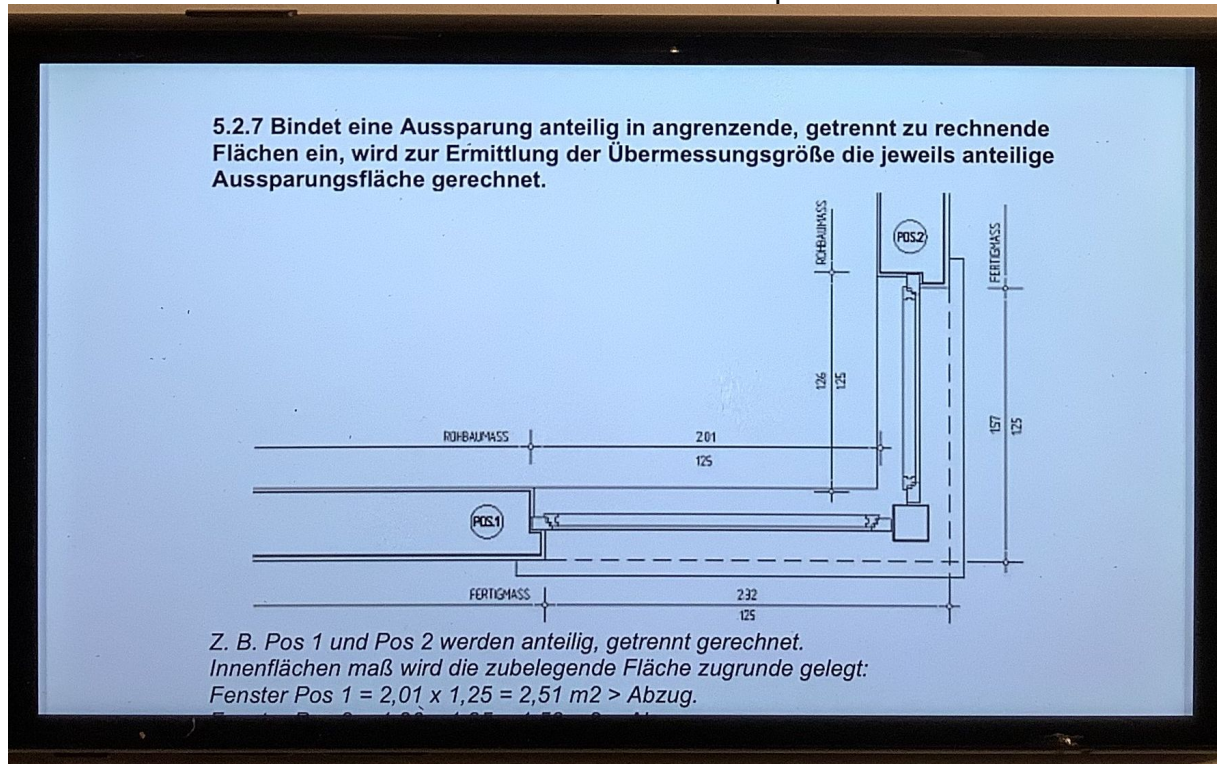 5.2.7 Bindet eine Aussparung anteilig in angrenzende, getrennt zu rechnende
Flächen ein, wird zur Ermittlung der Übermessungsgröße die jeweils anteilige
Aussparungsfläche gerechnet.
ROHBAUMASS
POS.2
FERTIGMASS
126
125
157
125
ROHBAUMASS
201
125
POS.1
FERTIGMASS
232
125
Z. B. Pos 1 und Pos 2 werden anteilig, getrennt gerechnet.
Innenflächen maß wird die zubelegende Fläche zugrunde gelegt:
Fenster Pos 1 = 2,01 x 1,25 = 2,51 m2 > Abzug.